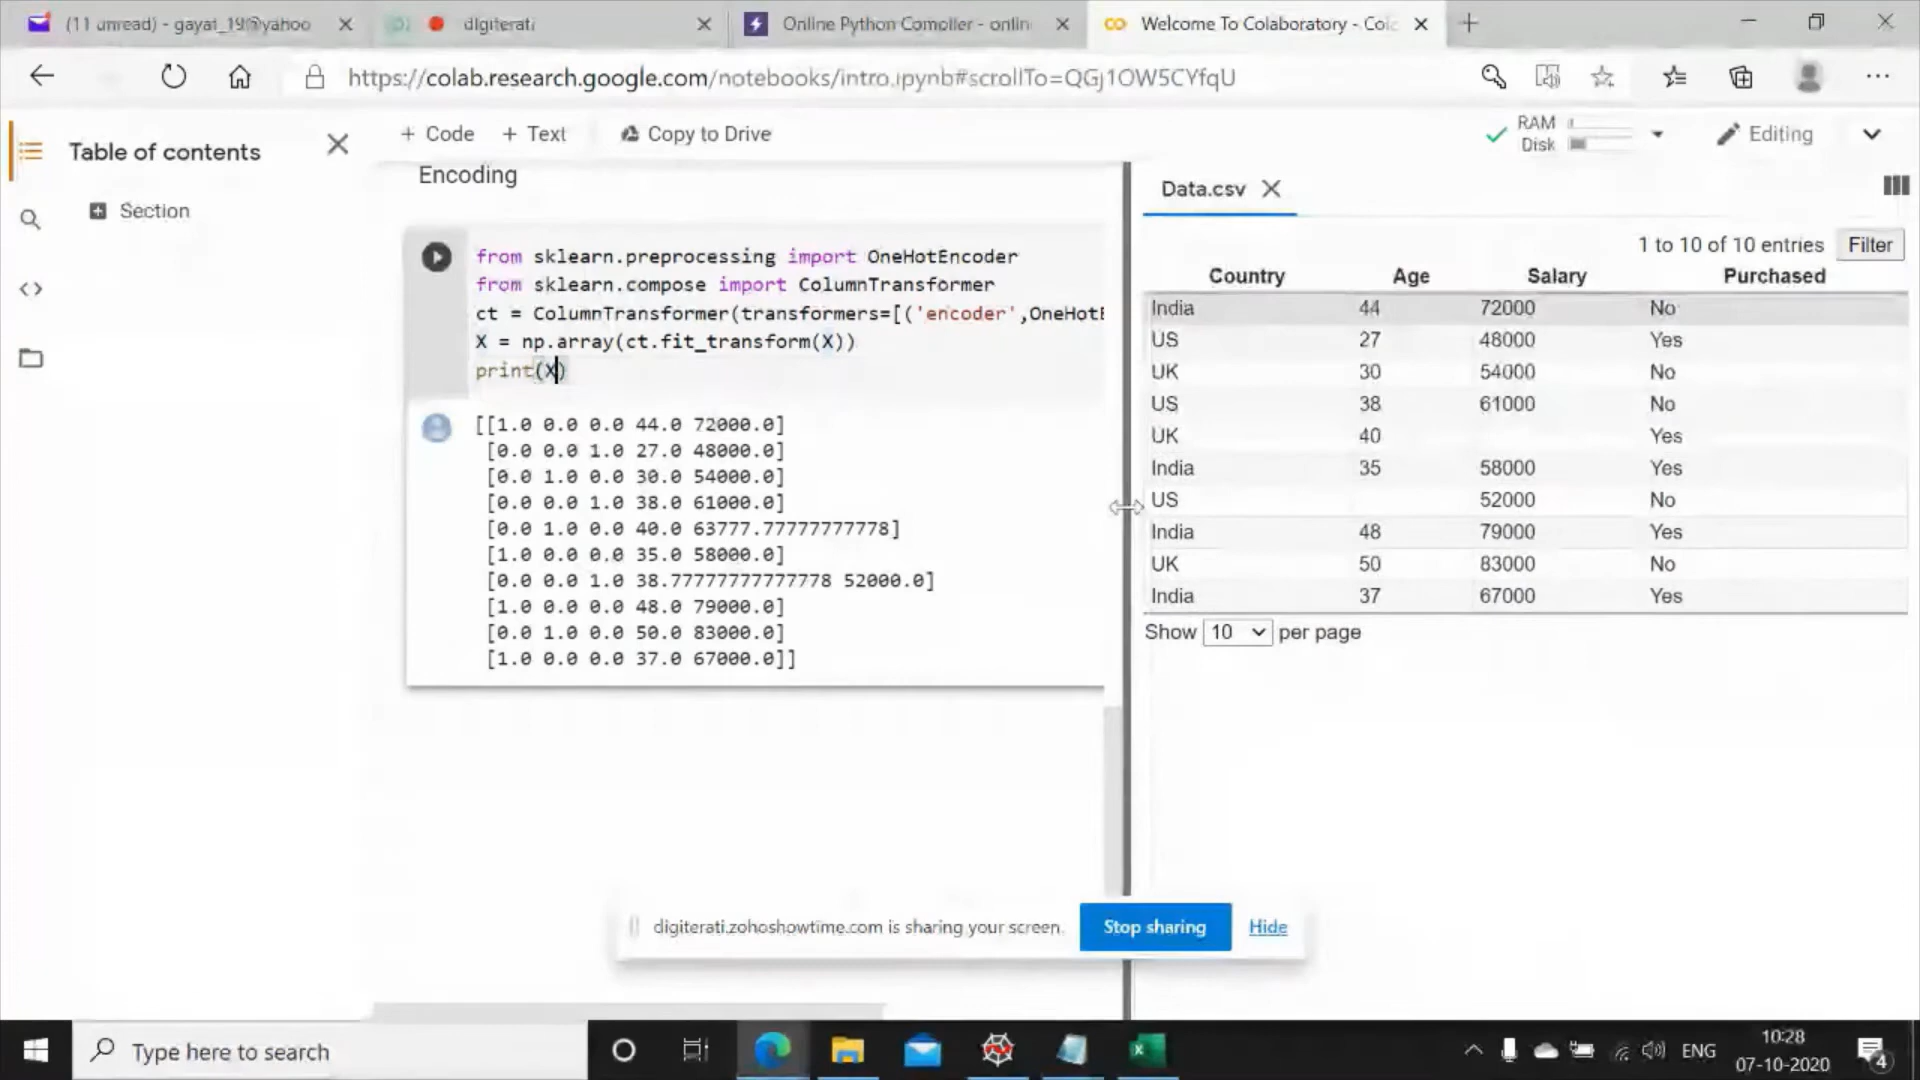 (11 unread) - gayat_19@yahoo
digiterati
Online Python Compiler - onlin
Welcome To Colaboratory - Col
https://colab.research.google.com/notebooks/intro.ipynb#scrollTo=QGj1OW5CYfqU
Table of contents
Section
+ Code + Text Copy to Drive
RAM
Disk
Editing
Encoding
from sklearn.preprocessing import OneHotEncoder
from sklearn.compose import ColumnTransformer
ct = ColumnTransformer(transformers=[('encoder',OneHotE
X = np.array(ct.fit_transform(X))
print(X)
[[1.0 0.0 0.0 44.0 72000.0]
[0.0 0.0 1.0 27.0 48000.0]
[0.0 1.0 0.0 30.0 54000.0]
[0.0 0.0 1.0 38.0 61000.0]
[0.0 1.0 0.0 40.0 63777.77777777778]
[1.0 0.0 0.0 35.0 58000.0]
[0.0 0.0 1.0 38.77777777777778 52000.0]
[1.0 0.0 0.0 48.0 79000.0]
[0.0 1.0 0.0 50.0 83000.0]
[1.0 0.0 0.0 37.0 67000.0]]
Data.csv
1 to 10 of 10 entries Filter
Country Age Salary Purchased
India 44 72000 No
US 27 48000 Yes
UK 30 54000 No
US 38 61000 No
UK 40 Yes
India 35 58000 Yes
US 52000 No
India 48 79000 Yes
UK 50 83000 No
India 37 67000 Yes
Show 10 per page
digiterati.zohoshowtime.com is sharing your screen. Stop sharing Hide
Type here to search
ENG
10:28
07-10-2020
4